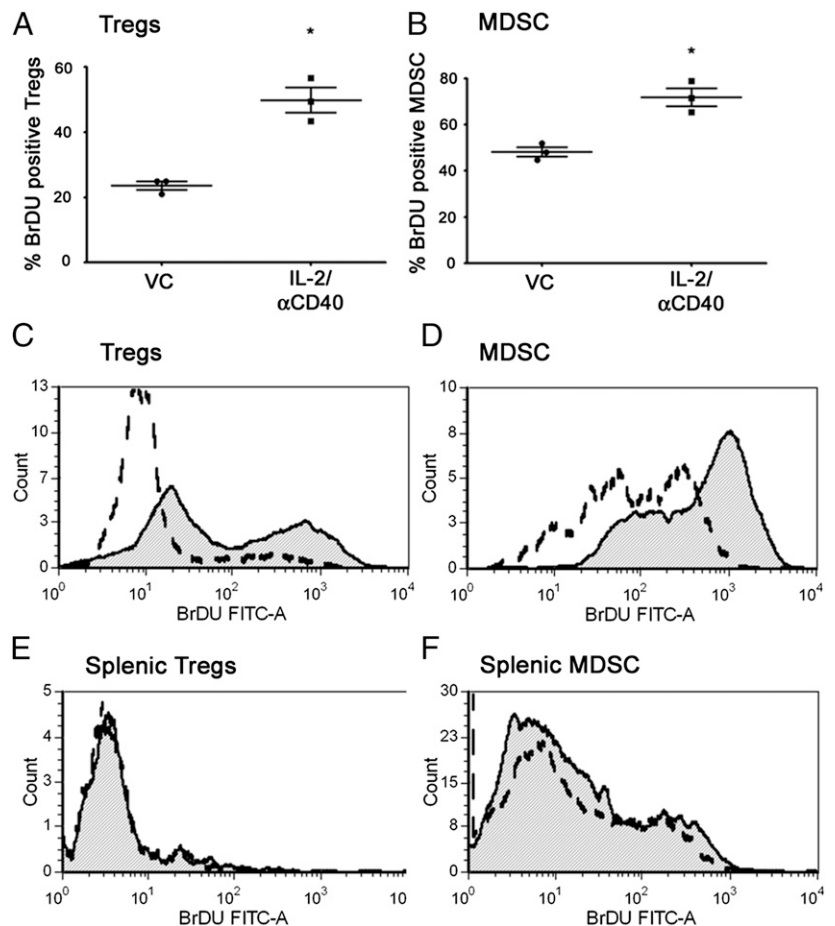 A Tregs
*
% BrDU positive Tregs
60
40
20
0
VC
IL-2/
αCD40
B MDSC
*
% BrDU positive MDSC
80
60
40
20
0
VC
IL-2/
αCD40
C Tregs
Count
13
10
7
3
0
10⁰ 10¹ 10² 10³ 10⁴
BrDU FITC-A
D MDSC
Count
10
8
5
3
0
10⁰ 10¹ 10² 10³ 10⁴
BrDU FITC-A
E Splenic Tregs
Count
5
4
3
1
0
10⁰ 10¹ 10² 10³ 10
BrDU FITC-A
F Splenic MDSC
Count
30
23
15
8
0
10⁰ 10¹ 10² 10³ 10⁴
BrDU FITC-A